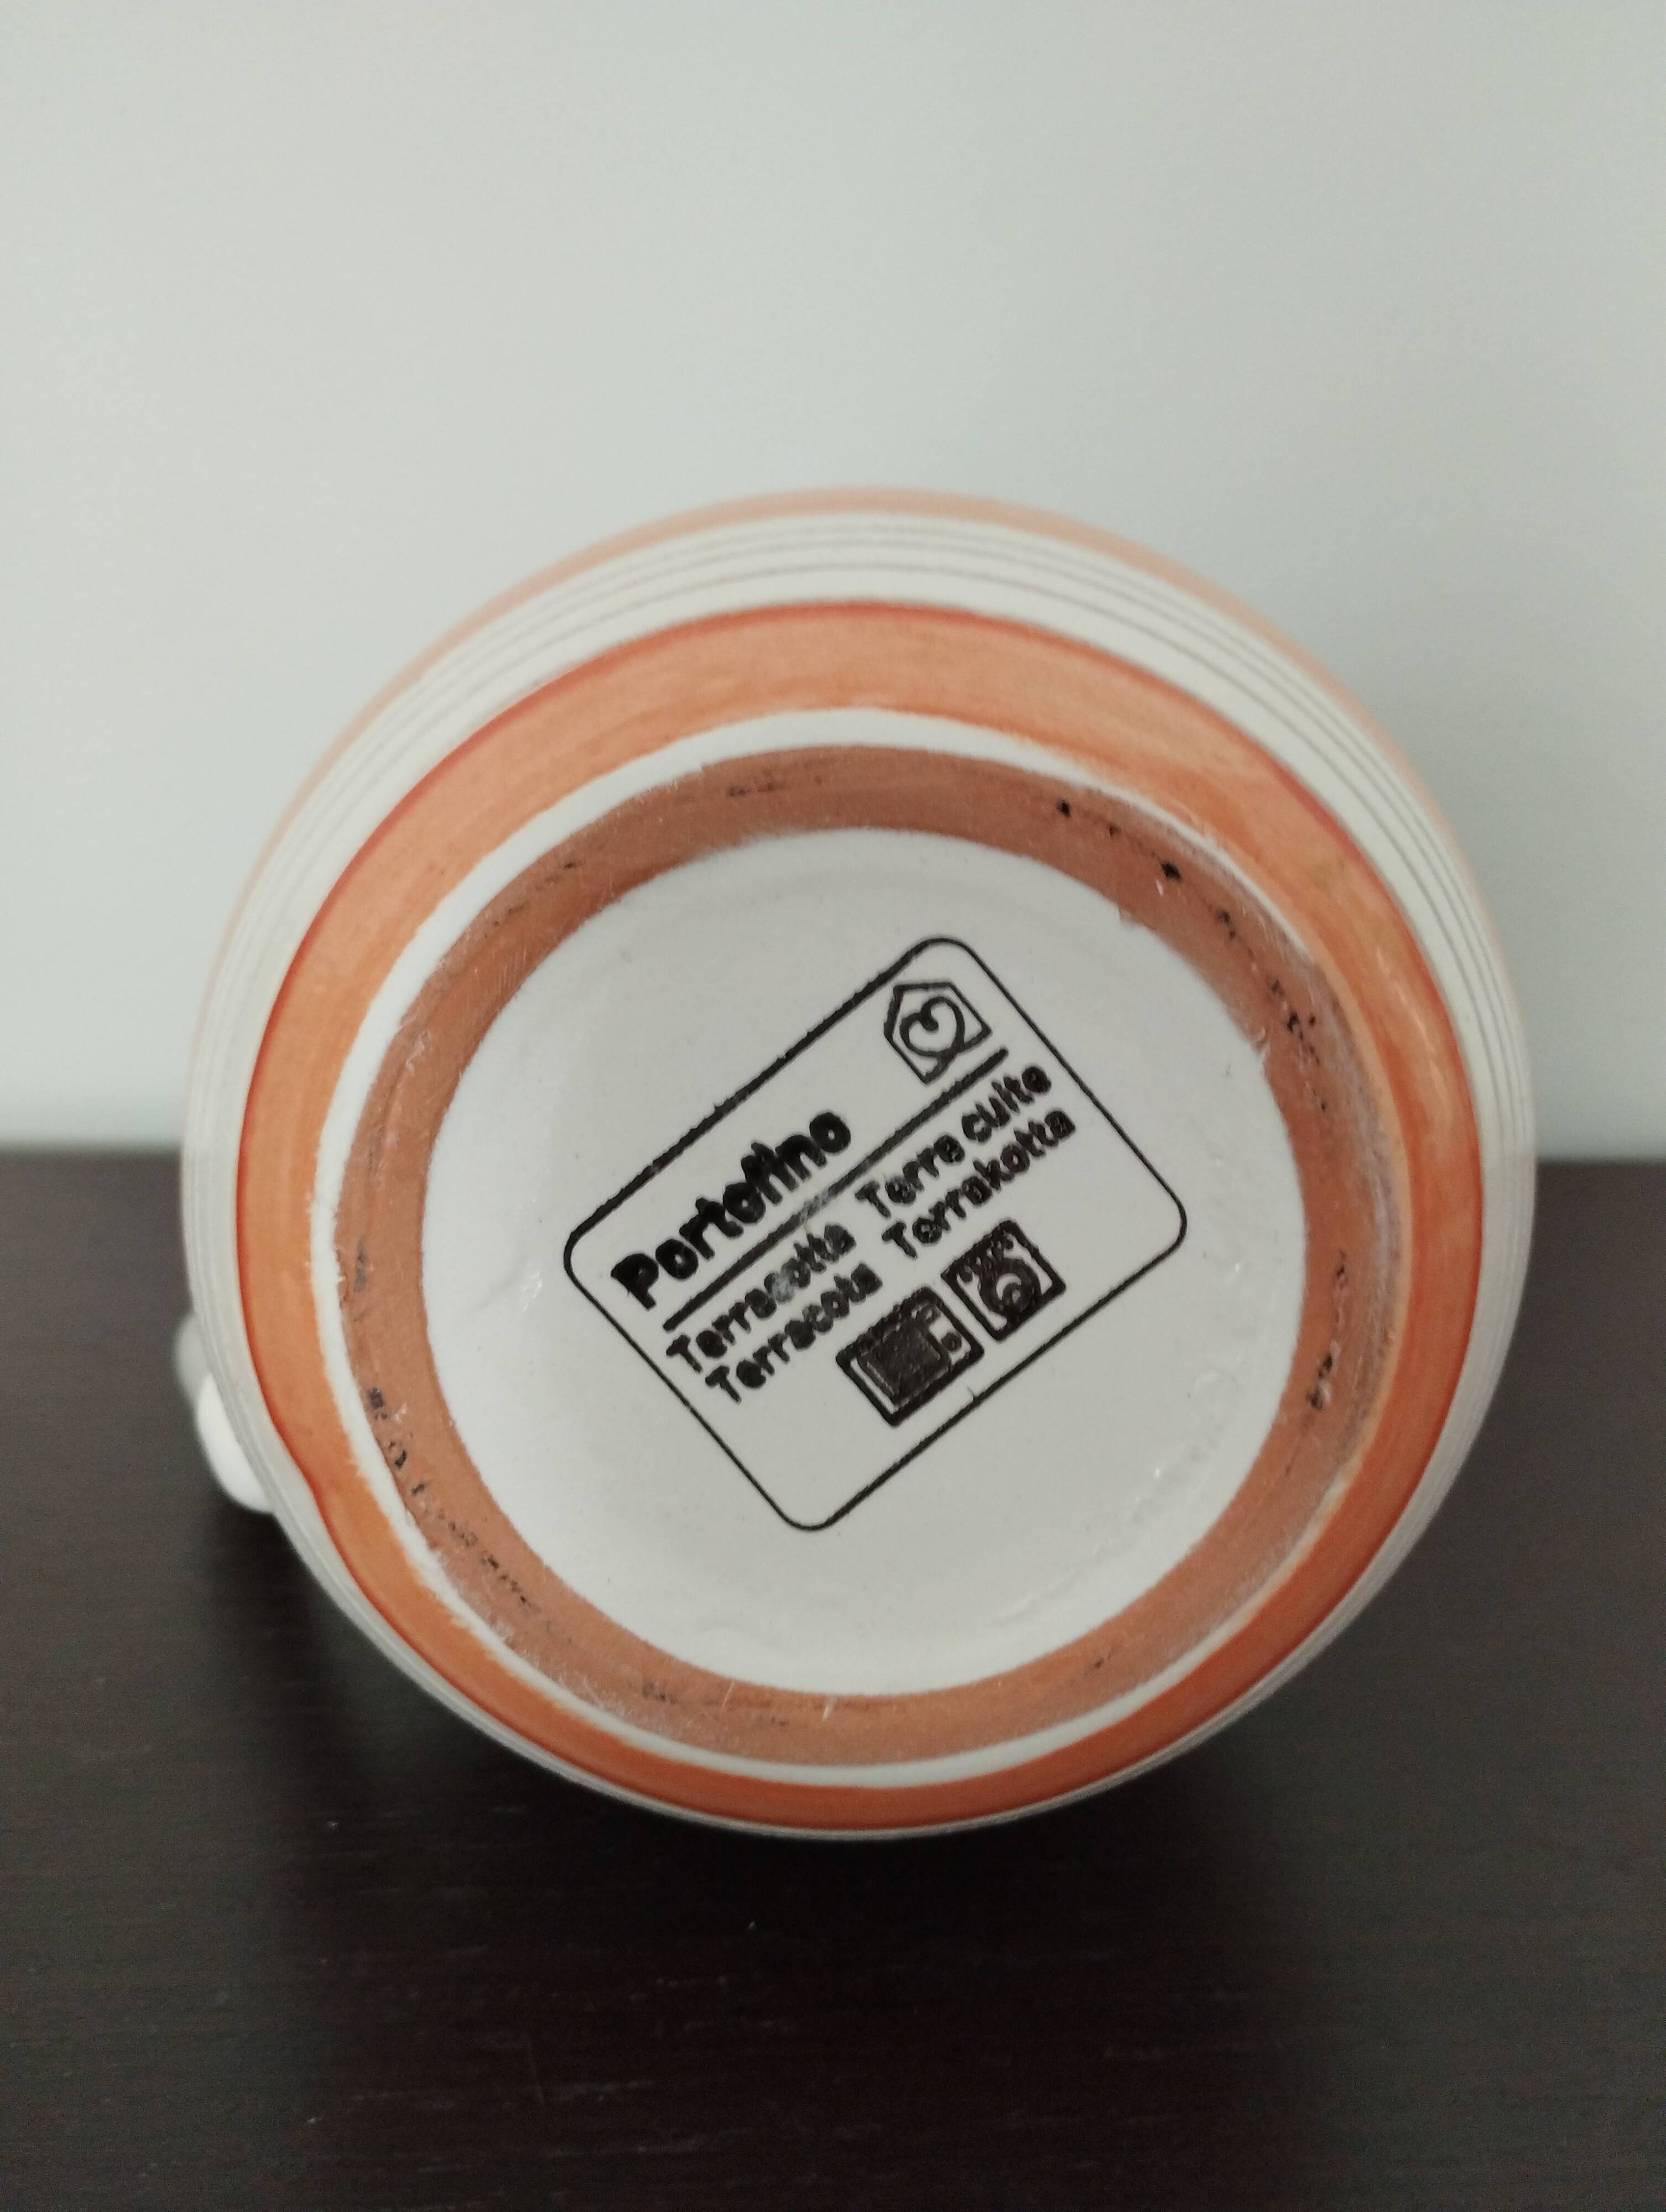 Portofino
Terracotta Terre cuite
Terracota Terrakotta